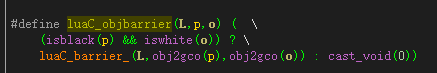 #define luaC_objbarrier(L,p,o) (  \
    (isblack(p) && iswhite(o)) ? \
    luaC_barrier_(L,obj2gco(p),obj2gco(o)) : cast_void(0))